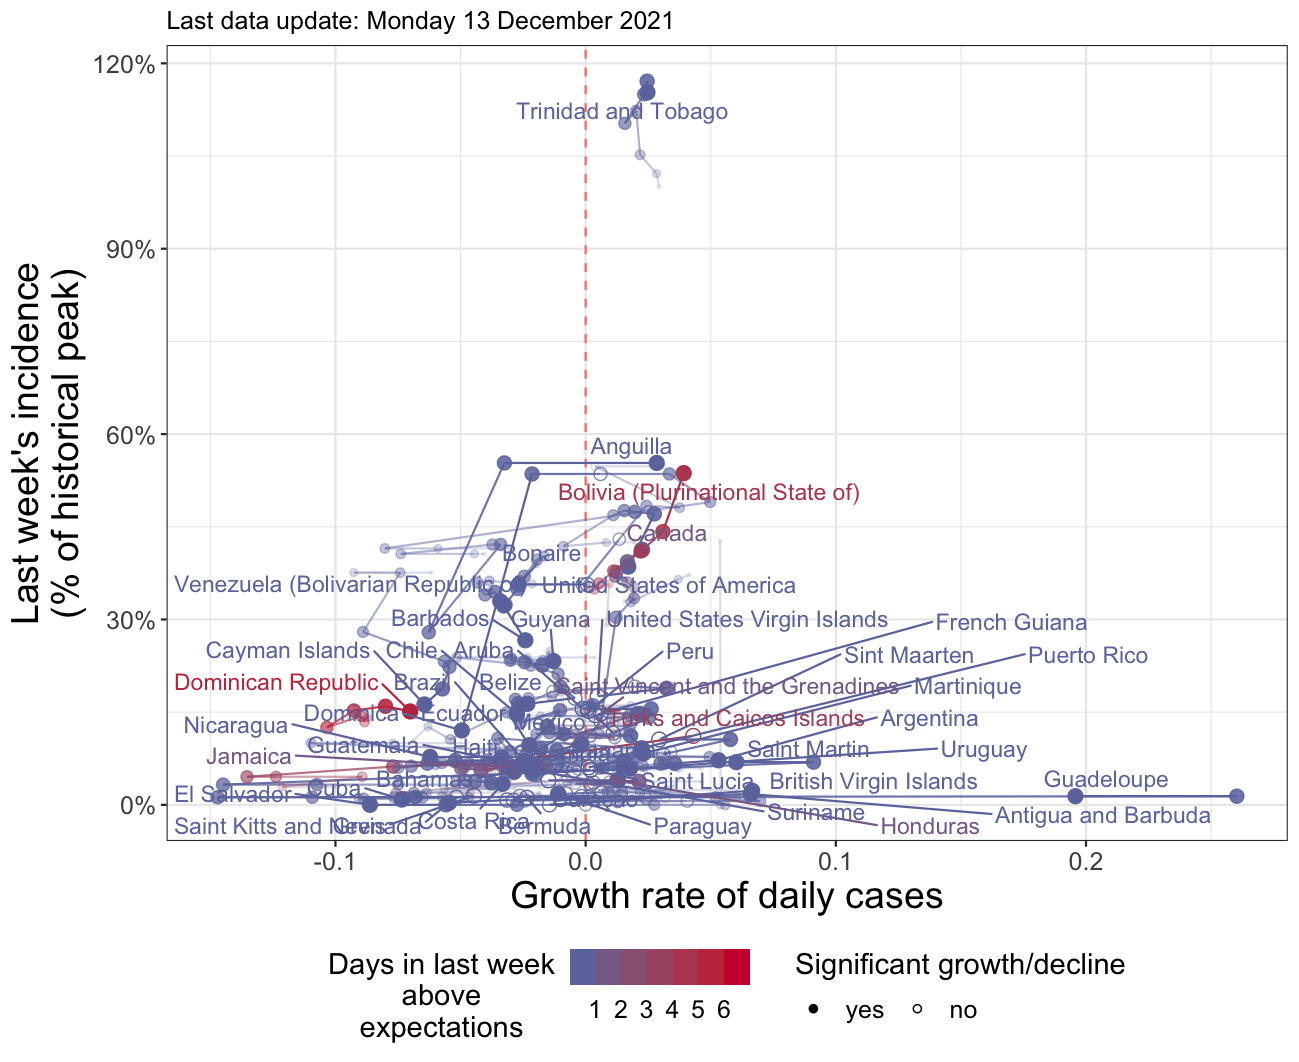 Last data update: Monday 13 December 2021
120%
90%
60%
30%
0%
Last week's incidence
(% of historical peak)
Trinidad and Tobago
Anguilla
Bolivia (Plurinational State of)
Canada
Bonaire
Venezuela (Bolivarian Republic of)
United States of America
Barbados
Guyana
United States Virgin Islands
French Guiana
Cayman Islands
Chile
Aruba
Peru
Sint Maarten
Puerto Rico
Dominican Republic
Brazil
Belize
Saint Vincent and the Grenadines
Martinique
Dominica
Ecuador
Mexico
Turks and Caicos Islands
Argentina
Nicaragua
Guatemala
Haiti
Saint Martin
Uruguay
Jamaica
Bahamas
Saint Lucia
British Virgin Islands
Guadeloupe
El Salvador
Cuba
Suriname
Antigua and Barbuda
Saint Kitts and Nevis
Grenada
Costa Rica
Bermuda
Paraguay
Honduras
-0.1
0.0
0.1
0.2
Growth rate of daily cases
Days in last week
above
expectations
1 2 3 4 5 6
Significant growth/decline
yes
no